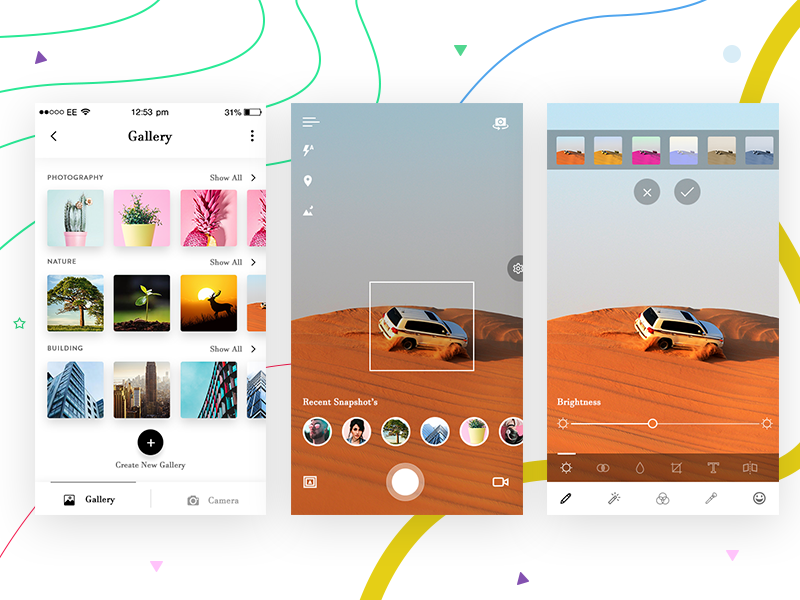 EE 12:53 pm 31%
Gallery
PHOTOGRAPHY Show All
NATURE Show All
BUILDING Show All
Create New Gallery
Gallery Camera
A
Recent Snapshot's
Brightness
T